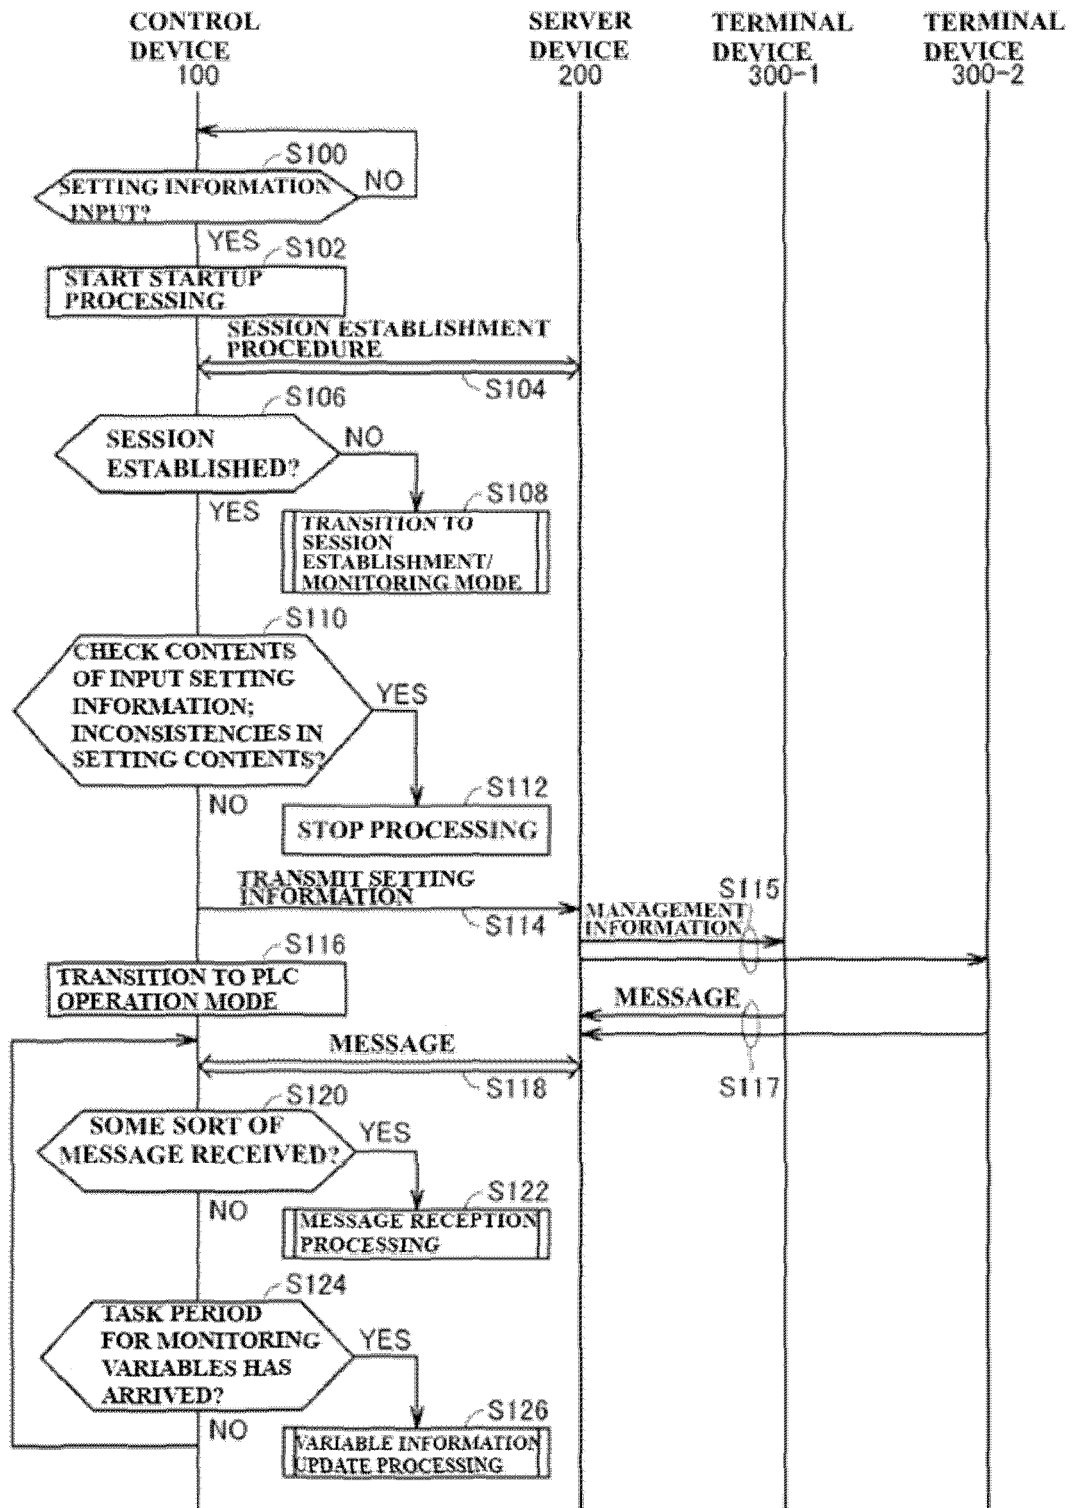 CONTROL
DEVICE
100
SERVER
DEVICE
200
TERMINAL
DEVICE
300-1
TERMINAL
DEVICE
300-2
S100
SETTING INFORMATION
INPUT?
NO
YES
S102
START STARTUP
PROCESSING
SESSION ESTABLISHMENT
PROCEDURE
S104
S106
SESSION
ESTABLISHED?
NO
YES
S108
TRANSITION TO
SESSION
ESTABLISHMENT/
MONITORING MODE
S110
CHECK CONTENTS
OF INPUT SETTING
INFORMATION;
INCONSISTENCIES IN
SETTING CONTENTS?
YES
NO
S112
STOP PROCESSING
TRANSMIT SETTING
INFORMATION
S114
S115
MANAGEMENT
INFORMATION
S116
TRANSITION TO PLC
OPERATION MODE
MESSAGE
S117
MESSAGE
S118
S120
SOME SORT OF
MESSAGE RECEIVED?
YES
NO
S122
MESSAGE RECEPTION
PROCESSING
S124
TASK PERIOD
FOR MONITORING
VARIABLES HAS
ARRIVED?
YES
NO
S126
VARIABLE INFORMATION
UPDATE PROCESSING